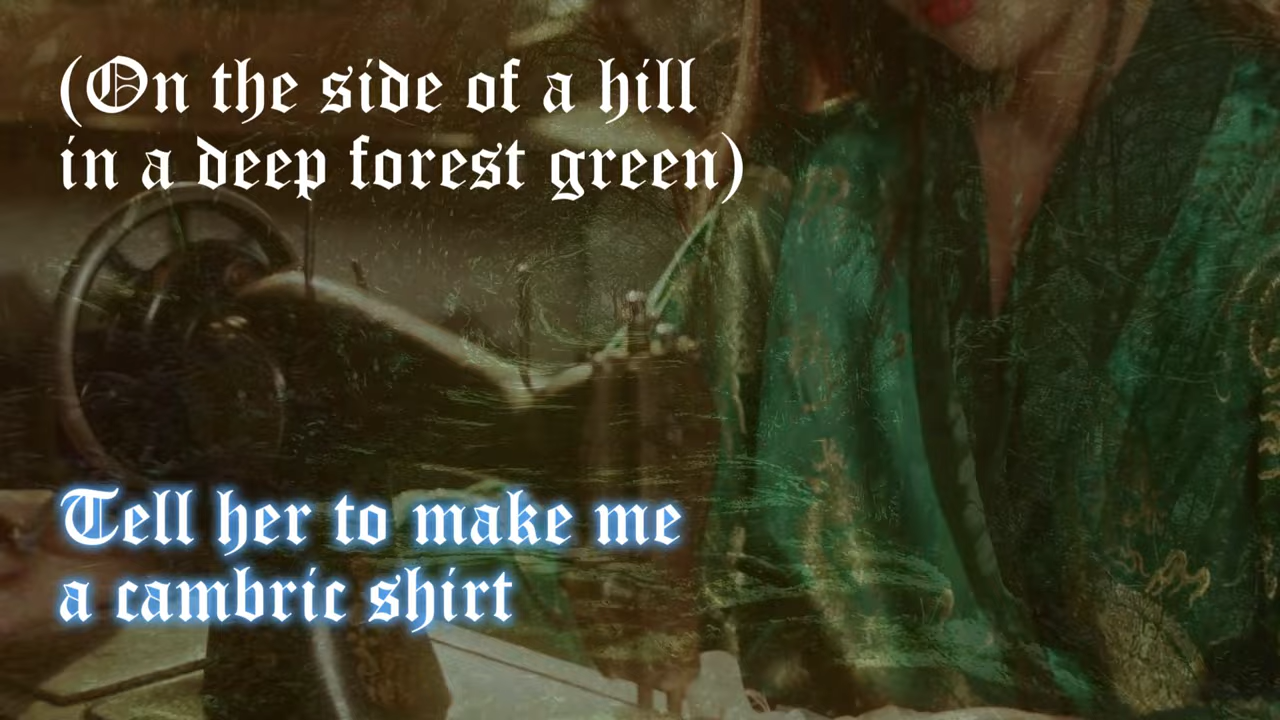 (On the side of a hill
in a deep forest green)
Tell her to make me
a cambric shirt